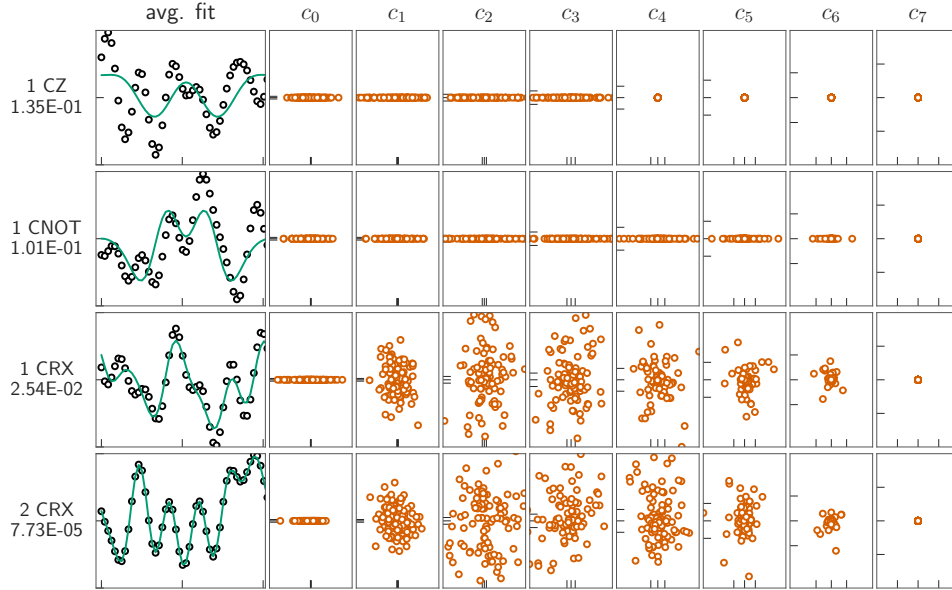 avg. fit c₀ c₁ c₂ c₃ c₄ c₅ c₆ c₇
1 CZ
1.35E-01
1 CNOT
1.01E-01
1 CRX
2.54E-02
2 CRX
7.73E-05